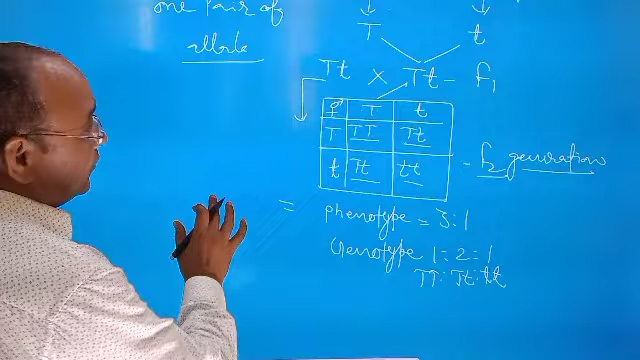 one pair of
allele
T t
Tt × Tt - F1
⚥ T t
T TT Tt
t Tt tt
- F2 generation
= phenotype = 3:1
Genotype 1:2:1
TT: Tt: tt